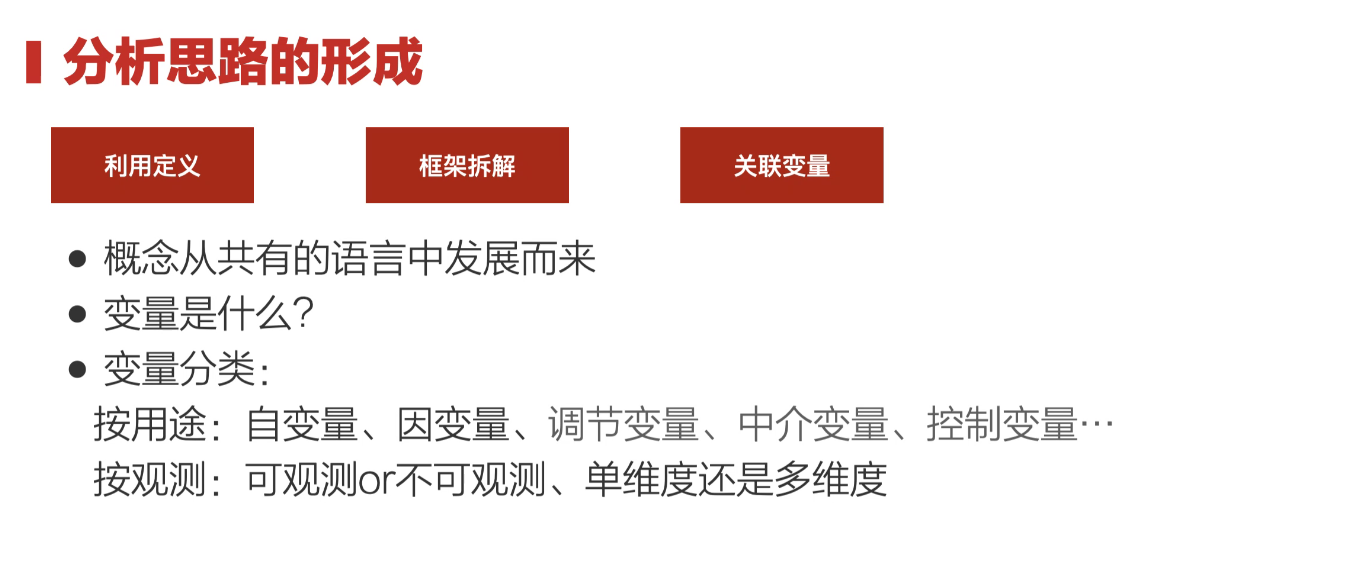 分析思路的形成
利用定义
框架拆解
关联变量
● 概念从共有的语言中发展而来
● 变量是什么?
● 变量分类:
按用途:自变量、因变量、调节变量、中介变量、控制变量…
按观测:可观测or不可观测、单维度还是多维度